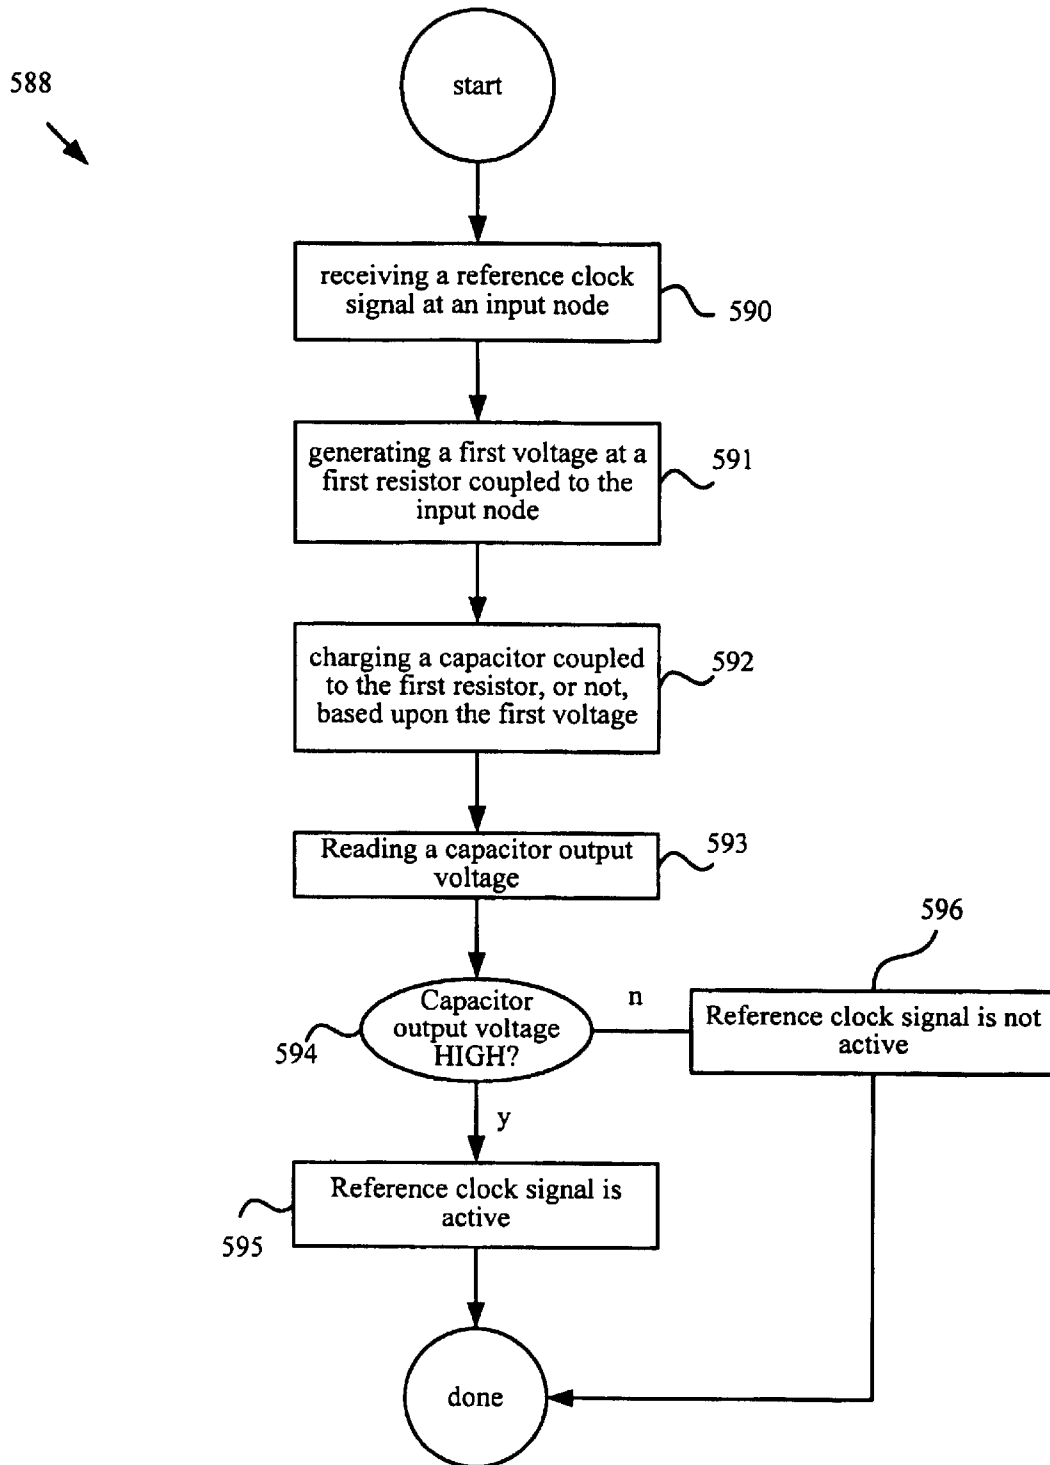 588
start
receiving a reference clock
signal at an input node
590
generating a first voltage at a
first resistor coupled to the
input node
591
charging a capacitor coupled
to the first resistor, or not,
based upon the first voltage
592
Reading a capacitor output
voltage
593
Capacitor
output voltage
HIGH?
594
n
596
Reference clock signal is not
active
y
Reference clock signal is
active
595
done